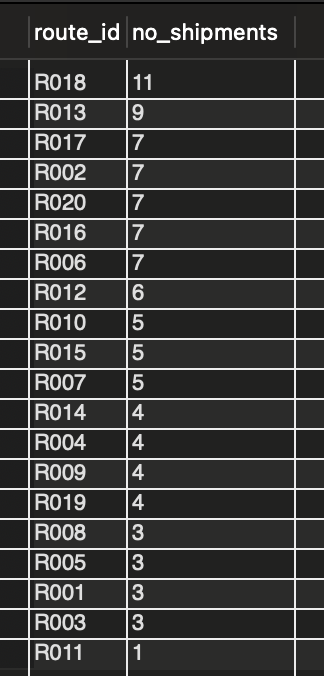 route_id no_shipments
R018 11
R013 9
R017 7
R002 7
R020 7
R016 7
R006 7
R012 6
R010 5
R015 5
R007 5
R014 4
R004 4
R009 4
R019 4
R008 3
R005 3
R001 3
R003 3
R011 1